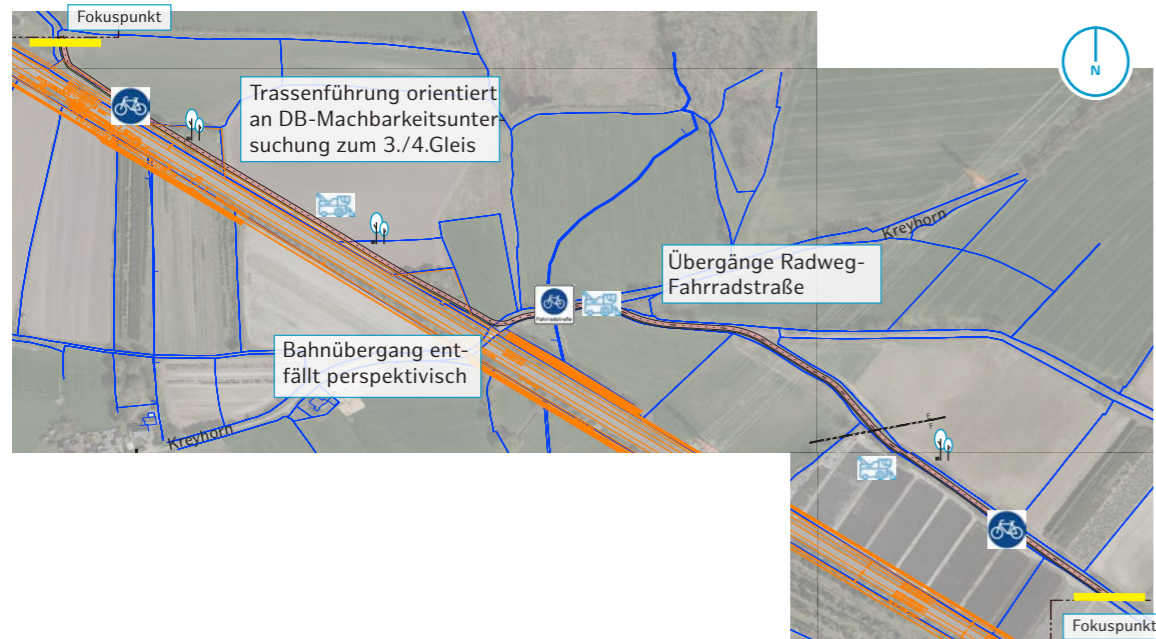 Fokuspunkt
N
Trassenführung orientiert
an DB-Machbarkeitsunter-
suchung zum 3./4.Gleis
Kreyhorn
Übergänge Radweg-
Fahrradstraße
Fahrradstraße
Bahnübergang ent-
fällt perspektivisch
Kreyhorn
F
F
Fokuspunkt